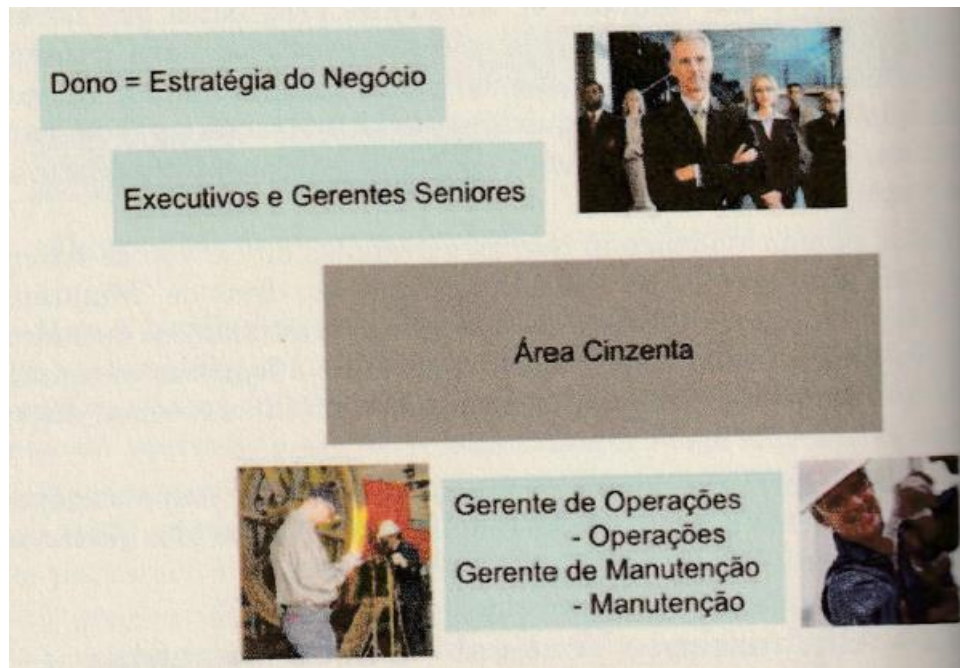 Dono = Estratégia do Negócio
Executivos e Gerentes Seniores
Área Cinzenta
Gerente de Operações
- Operações
Gerente de Manutenção
- Manutenção